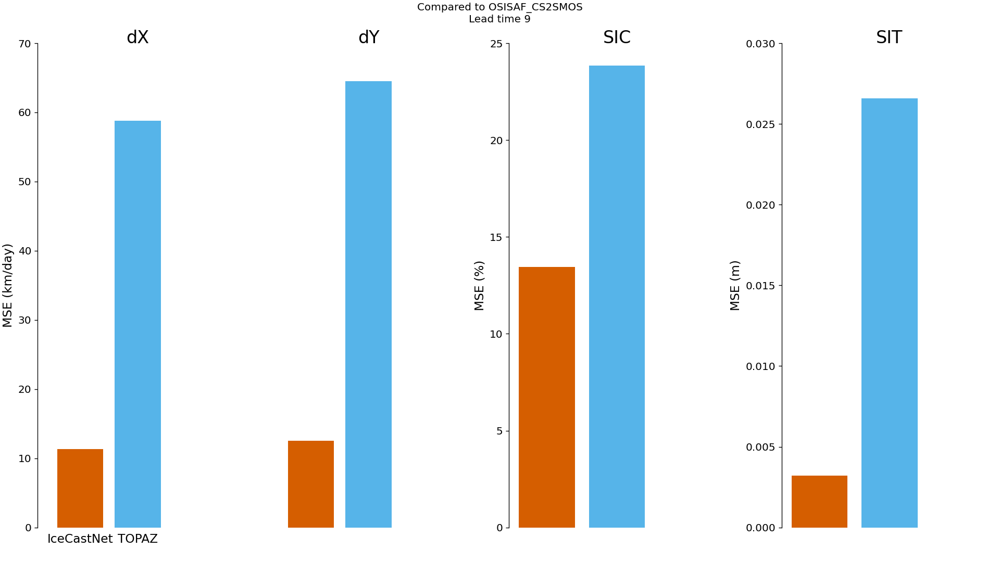 Compared to OSISAF_CS2SMOS
Lead time 9
dX
dY
SIC
SIT
MSE (km/day)
70
60
50
40
30
20
10
0
IceCastNet
TOPAZ
MSE (%)
25
20
15
10
5
0
MSE (m)
0.030
0.025
0.020
0.015
0.010
0.005
0.000